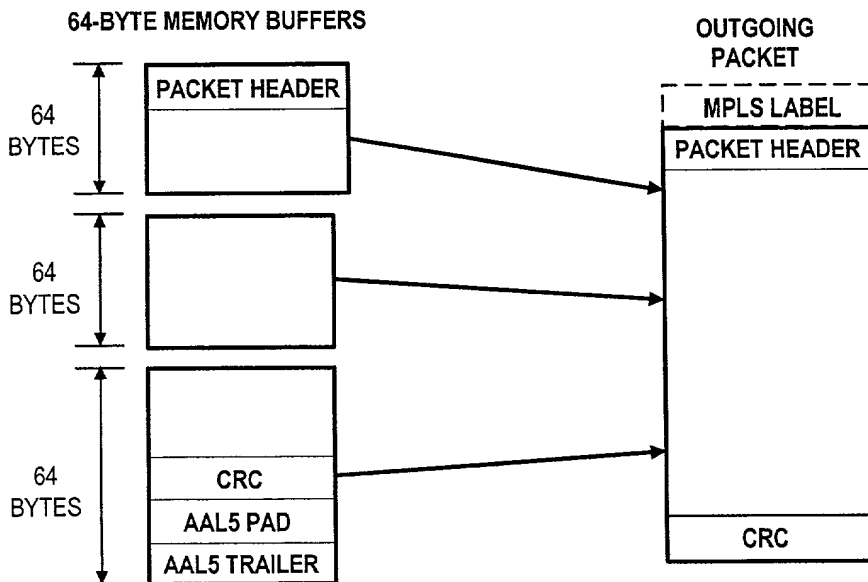 64-BYTE MEMORY BUFFERS
64
BYTES
PACKET HEADER
64
BYTES
64
BYTES
CRC
AAL5 PAD
AAL5 TRAILER
OUTGOING
PACKET
MPLS LABEL
PACKET HEADER
CRC